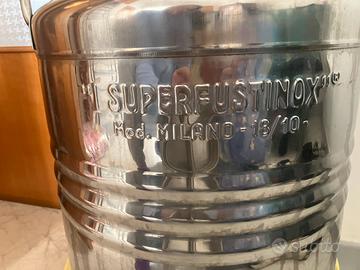 "I SUPERFUSTINOX"
Mod. MILANO - 18/10-
subito